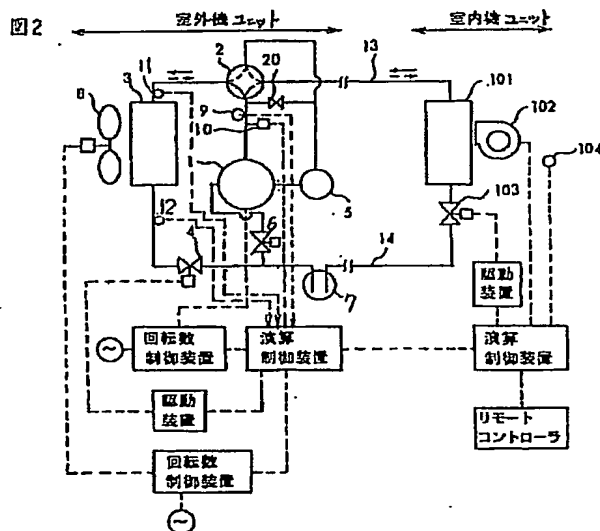 図2
室外機ユニット
室内機ユニット
11
2
20
13
101
3
8
9
10
102
104
5
103
12
4
6
14
7
駆動
装置
回転数
制御装置
演算
制御装置
演算
制御装置
駆動
装置
リモート
コントローラ
回転数
制御装置